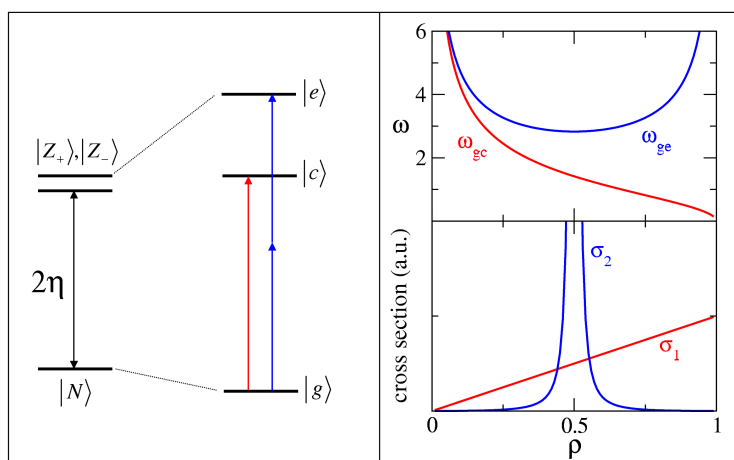 |e⟩
|Z₊⟩,|Z₋⟩
|c⟩
2η
|N⟩
|g⟩
6
4
2
ω
ω_gc
ω_ge
cross section (a.u.)
σ₂
σ₁
0
0.5
1
ρ